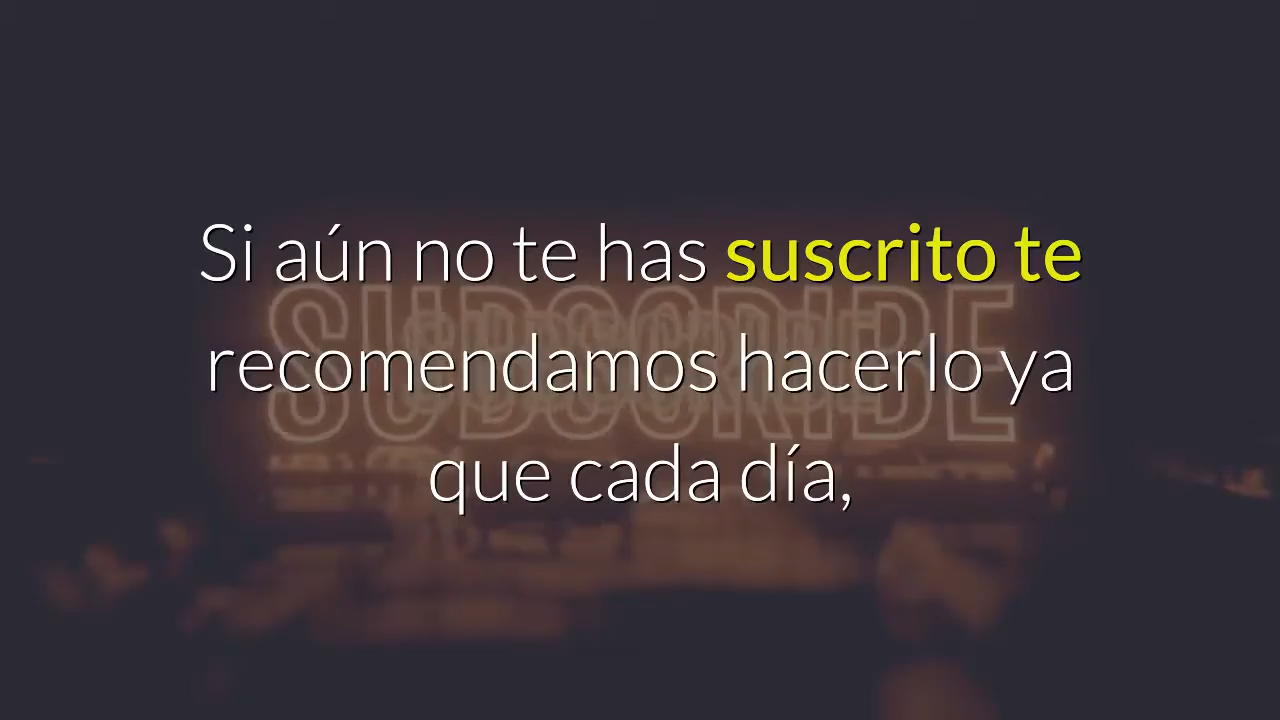 Si aún no te has suscrito te
SUBSCRIBE
recomendamos hacerlo ya
que cada día,